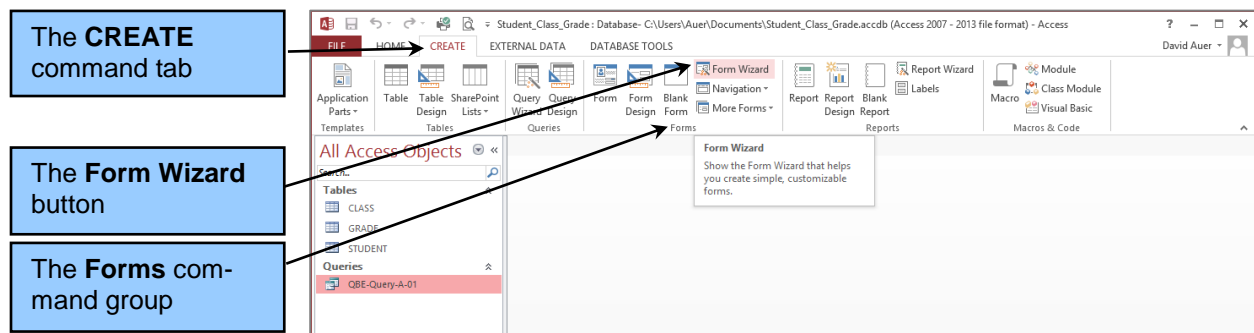 The CREATE
command tab
The Form Wizard
button
The Forms com-
mand group
Student_Class_Grade : Database- C:\Users\Auer\Documents\Student_Class_Grade.accdb (Access 2007 - 2013 file format) - Access
FILE HOME CREATE EXTERNAL DATA DATABASE TOOLS David Auer
Application Parts
Table
Table Design
SharePoint Lists
Query Wizard
Query Design
Form
Form Design
Blank Form
Form Wizard
Navigation
More Forms
Report
Report Design
Blank Report
Report Wizard
Labels
Macro
Module
Class Module
Visual Basic
Templates Tables Queries Forms Reports Macros & Code
All Access Objects
Search...
Tables
CLASS
GRADE
STUDENT
Queries
QBE-Query-A-01
Form Wizard
Show the Form Wizard that helps
you create simple, customizable
forms.